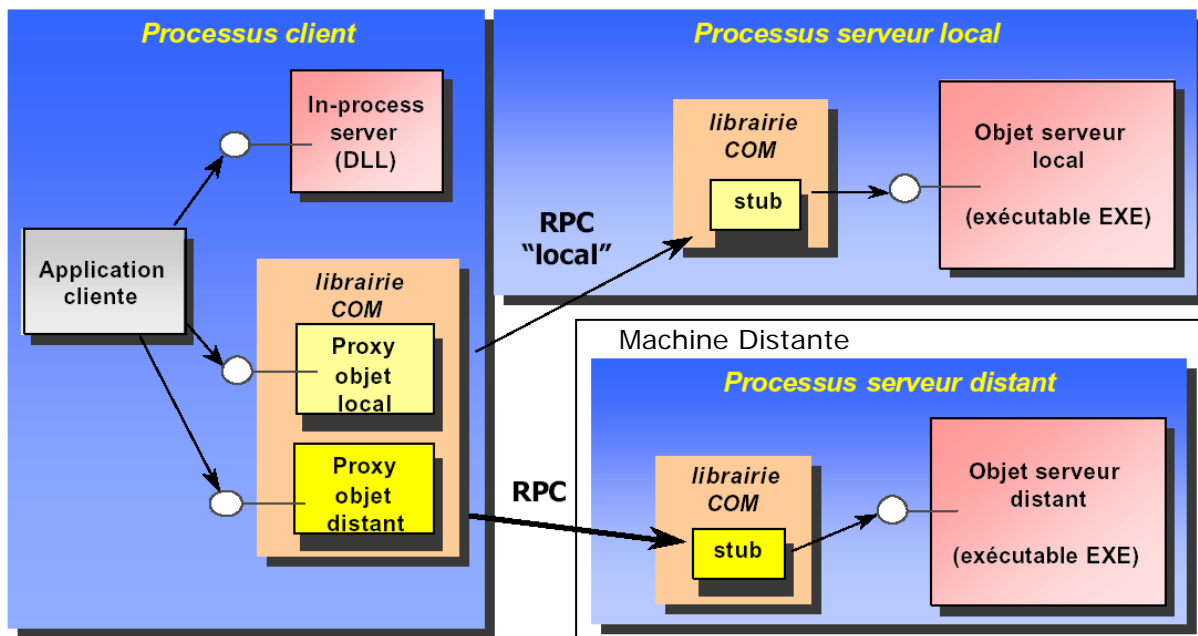 Processus client
In-process
server
(DLL)
Application
cliente
librairie
COM
Proxy
objet
local
Proxy
objet
distant
RPC
“local”
RPC
Processus serveur local
librairie
COM
stub
Objet serveur
local
(exécutable EXE)
Machine Distante
Processus serveur distant
librairie
COM
stub
Objet serveur
distant
(exécutable EXE)